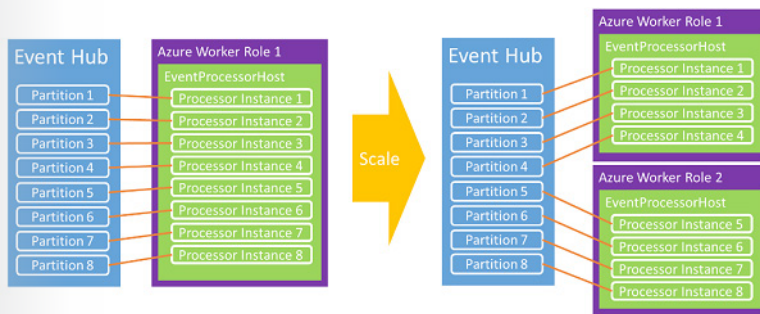 Event Hub
Partition 1
Partition 2
Partition 3
Partition 4
Partition 5
Partition 6
Partition 7
Partition 8
Azure Worker Role 1
EventProcessorHost
Processor Instance 1
Processor Instance 2
Processor Instance 3
Processor Instance 4
Processor Instance 5
Processor Instance 6
Processor Instance 7
Processor Instance 8
Scale
Event Hub
Partition 1
Partition 2
Partition 3
Partition 4
Partition 5
Partition 6
Partition 7
Partition 8
Azure Worker Role 1
EventProcessorHost
Processor Instance 1
Processor Instance 2
Processor Instance 3
Processor Instance 4
Azure Worker Role 2
EventProcessorHost
Processor Instance 5
Processor Instance 6
Processor Instance 7
Processor Instance 8